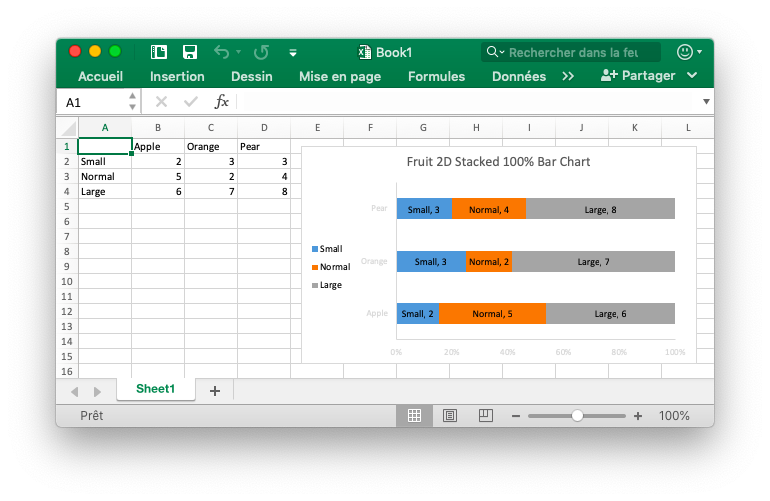 Book1
Rechercher dans la feu
Accueil Insertion Dessin Mise en page Formules Données >> Partager
A1 fx
A B C D E F G H I J K L
1 Apple Orange Pear
2 Small 2 3 3
3 Normal 5 2 4
4 Large 6 7 8
5
6
7
8
9
10
11
12
13
14
15
16
Fruit 2D Stacked 100% Bar Chart
Small
Normal
Large
Pear Small, 3 Normal, 4 Large, 8
Orange Small, 3 Normal, 2 Large, 7
Apple Small, 2 Normal, 5 Large, 6
0% 20% 40% 60% 80% 100%
Sheet1 +
Prêt
100%